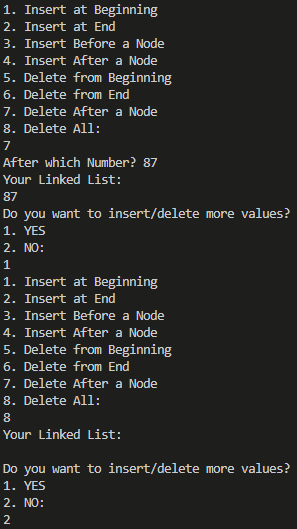 1. Insert at Beginning
2. Insert at End
3. Insert Before a Node
4. Insert After a Node
5. Delete from Beginning
6. Delete from End
7. Delete After a Node
8. Delete All:
7
After which Number? 87
Your Linked List:
87
Do you want to insert/delete more values?
1. YES
2. NO:
1
1. Insert at Beginning
2. Insert at End
3. Insert Before a Node
4. Insert After a Node
5. Delete from Beginning
6. Delete from End
7. Delete After a Node
8. Delete All:
8
Your Linked List:
Do you want to insert/delete more values?
1. YES
2. NO:
2